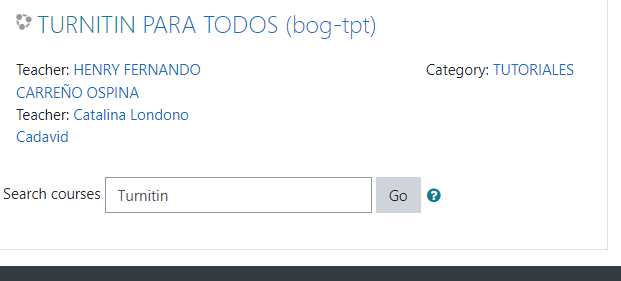 TURNITIN PARA TODOS (bog-tpt)
Teacher: HENRY FERNANDO
CARREÑO OSPINA
Teacher: Catalina Londono
Cadavid
Category: TUTORIALES
Search courses Turnitin Go ?